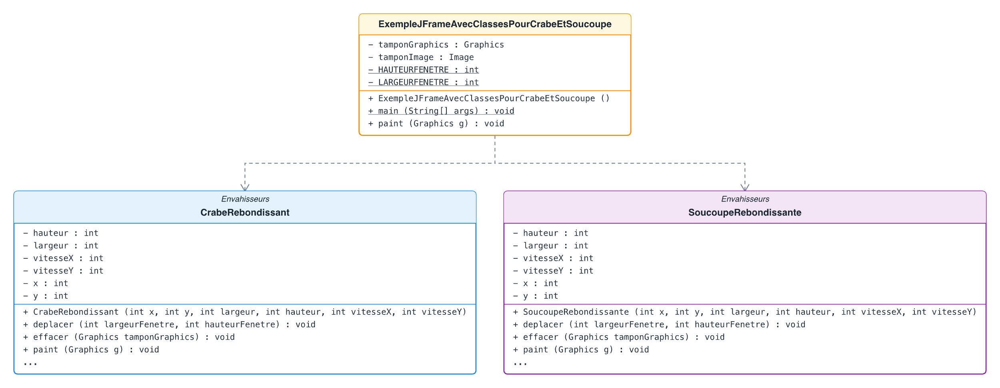 ExempleJFrameAvecClassesPourCrabeEtSoucoupe
- tamponGraphics : Graphics
- tamponImage : Image
- HAUTEURFENETRE : int
- LARGEURFENETRE : int
+ ExempleJFrameAvecClassesPourCrabeEtSoucoupe ()
+ main (String[] args) : void
+ paint (Graphics g) : void
Envahisseurs
CrabeRebondissant
- hauteur : int
- largeur : int
- vitesseX : int
- vitesseY : int
- x : int
- y : int
+ CrabeRebondissant (int x, int y, int largeur, int hauteur, int vitesseX, int vitesseY)
+ deplacer (int largeurFenetre, int hauteurFenetre) : void
+ effacer (Graphics tamponGraphics) : void
+ paint (Graphics g) : void
...
Envahisseurs
SoucoupeRebondissante
- hauteur : int
- largeur : int
- vitesseX : int
- vitesseY : int
- x : int
- y : int
+ SoucoupeRebondissante (int x, int y, int largeur, int hauteur, int vitesseX, int vitesseY)
+ deplacer (int largeurFenetre, int hauteurFenetre) : void
+ effacer (Graphics tamponGraphics) : void
+ paint (Graphics g) : void
...